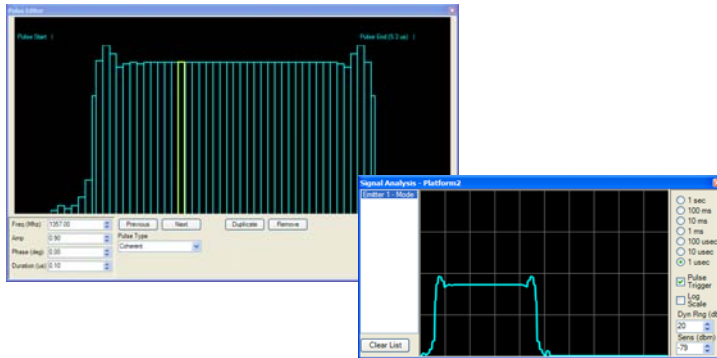 Pulse Editor
Pulse Start
Pulse End (5.3 us)
Freq (Mhz) 1357.00 Previous Next Duplicate Remove
Amp 0.90 Pulse Type
Phase (deg) 0.00 Coherent
Duration (us) 0.10
Signal Analysis - Platform2
Emitter 1 - Mode
1 sec
100 ms
10 ms
1 ms
100 usec
10 usec
1 usec
Pulse
Trigger
Log
Scale
Dyn Rng (db
20
Sens (dbm)
-79
Clear List